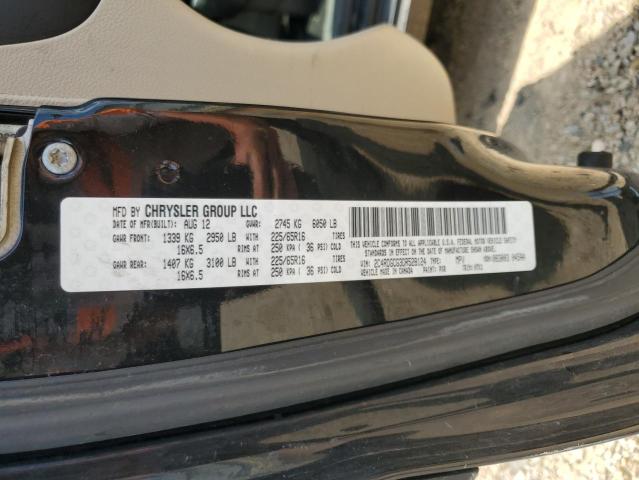 MFD BY CHRYSLER GROUP LLC
DATE OF MFR(BUILT): AUG 12 GVWR: 2745 KG 6050 LB
GAWR FRONT: 1339 KG 2950 LB WITH 225/65R16 TIRES
16X6.5 RIMS AT 250 KPA ( 36 PSI) COLD
GAWR REAR: 1407 KG 3100 LB WITH 225/65R16 TIRES
16X6.5 RIMS AT 250 KPA ( 36 PSI) COLD
THIS VEHICLE CONFORMS TO ALL APPLICABLE U.S.A. FEDERAL MOTOR VEHICLE SAFETY
IN EFFECT ON THE DATE OF MANUFACTURE SHOWN ABOVE.
VIN: TYPE: MPV
VEHICLE MADE IN CANADA PAINT: TRIM: